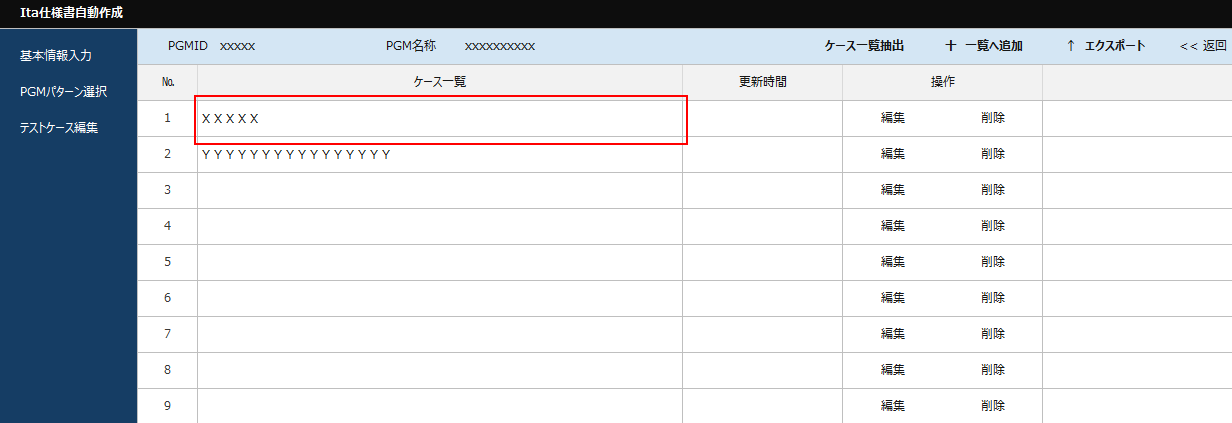 Ita仕様書自動作成
基本情報入力
PGMパターン選択
テストケース編集
PGMID xxxxx PGM名称 xxxxxxxxxx ケース一覧抽出 ＋ 一覧へ追加 ↑ エクスポート << 返回
№. ケース一覧 更新時間 操作
1 ＸＸＸＸＸ 編集 削除
2 ＹＹＹＹＹＹＹＹＹＹＹＹＹＹＹＹ 編集 削除
3 編集 削除
4 編集 削除
5 編集 削除
6 編集 削除
7 編集 削除
8 編集 削除
9 編集 削除